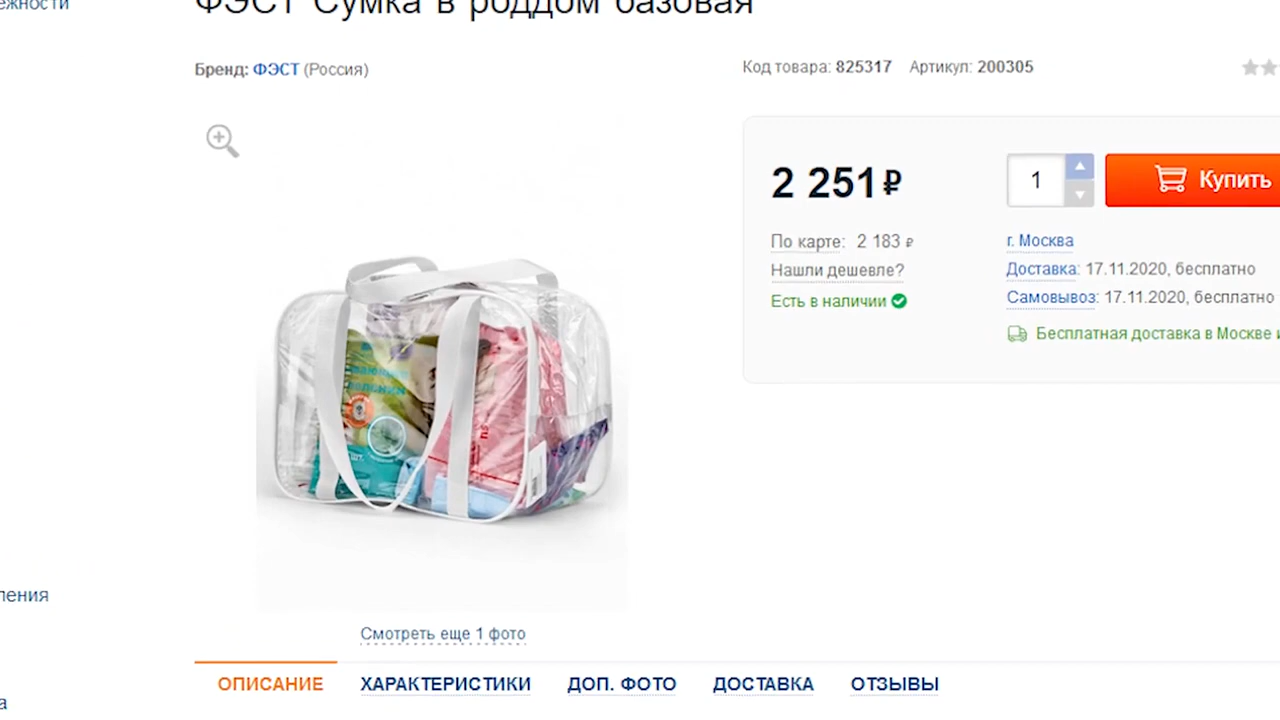 ежности
ФЭСТ Сумка в роддом базовая
Бренд: ФЭСТ (Россия)
Код товара: 825317 Артикул: 200305
2 251 ₽
1
Купить
По карте: 2 183 ₽
Нашли дешевле?
Есть в наличии
г. Москва
Доставка: 17.11.2020, бесплатно
Самовывоз: 17.11.2020, бесплатно
Бесплатная доставка в Москве и
ления
Смотреть еще 1 фото
ОПИСАНИЕ ХАРАКТЕРИСТИКИ ДОП. ФОТО ДОСТАВКА ОТЗЫВЫ
а